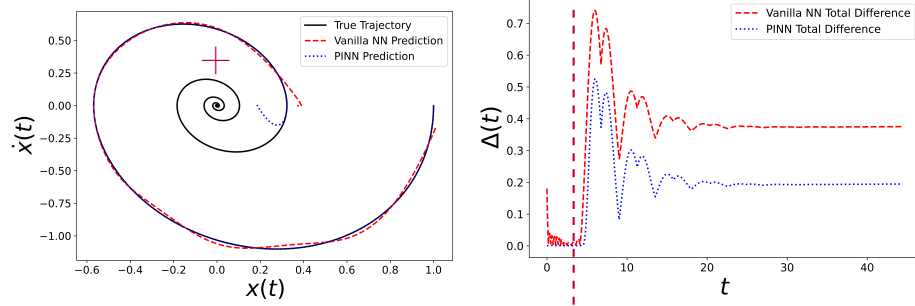 True Trajectory
Vanilla NN Prediction
PINN Prediction
0.50
0.25
0.00
−0.25
−0.50
−0.75
−1.00
ẋ(t)
−0.6 −0.4 −0.2 0.0 0.2 0.4 0.6 0.8 1.0
x(t)
Vanilla NN Total Difference
PINN Total Difference
0.7
0.6
0.5
0.4
0.3
0.2
0.1
0.0
Δ(t)
0 10 20 30 40
t